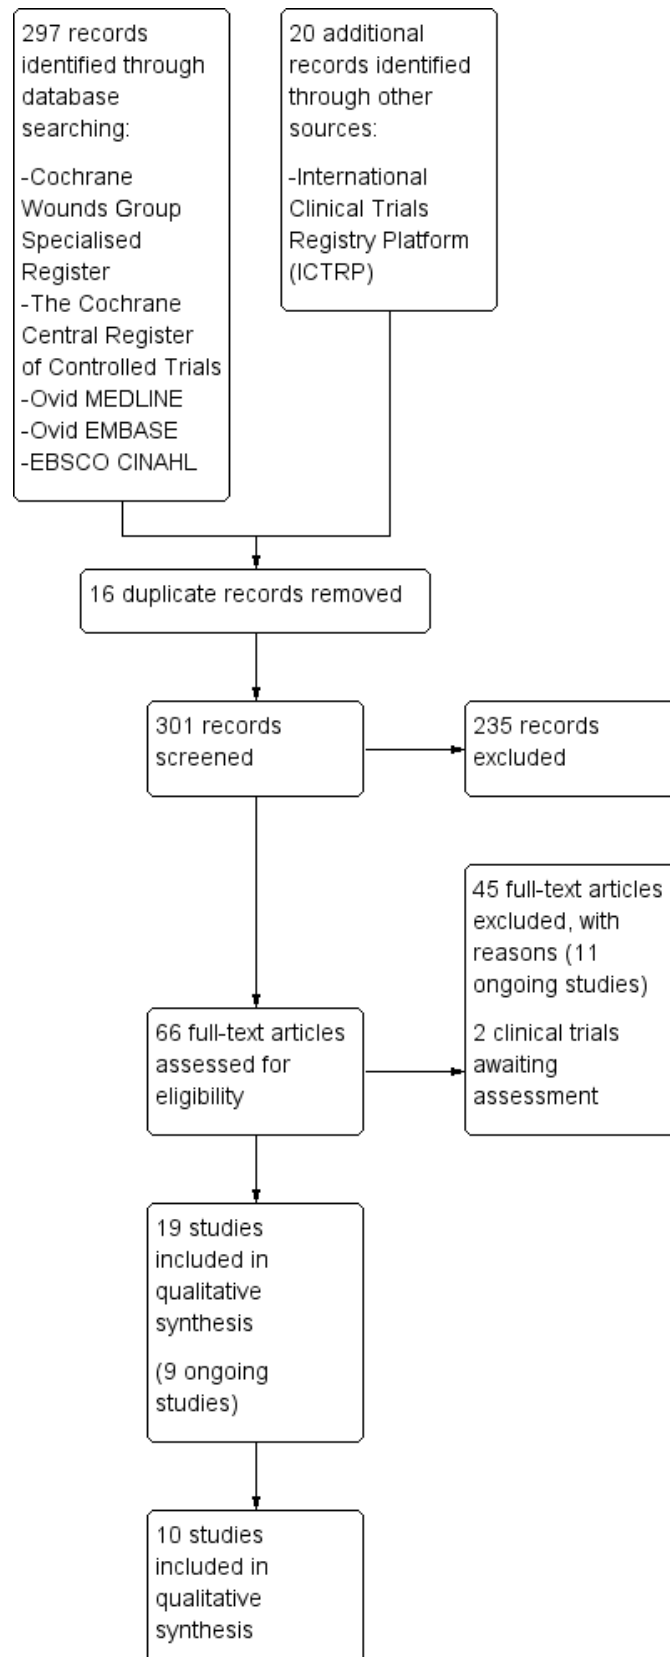 297 records
identified through
database
searching:
-Cochrane
Wounds Group
Specialised
Register
-The Cochrane
Central Register
of Controlled Trials
-Ovid MEDLINE
-Ovid EMBASE
-EBSCO CINAHL
20 additional
records identified
through other
sources:
-International
Clinical Trials
Registry Platform
(ICTRP)
16 duplicate records removed
301 records
screened
235 records
excluded
45 full-text articles
excluded, with
reasons (11
ongoing studies)
2 clinical trials
awaiting
assessment
66 full-text articles
assessed for
eligibility
19 studies
included in
qualitative
synthesis
(9 ongoing
studies)
10 studies
included in
qualitative
synthesis